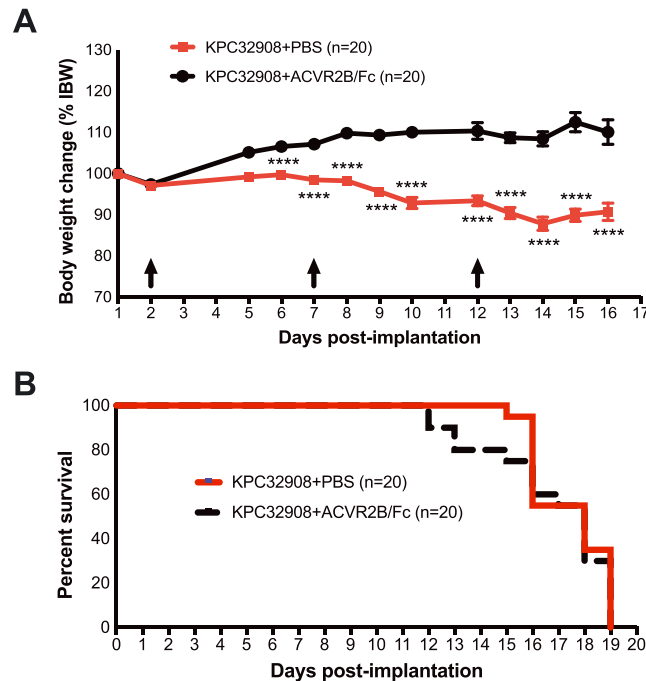 A
KPC32908+PBS (n=20)
KPC32908+ACVR2B/Fc (n=20)
Body weight change (% IBW)
130
120
110
100
90
80
70
****
****
****
****
****
****
****
****
****
****
1 2 3 4 5 6 7 8 9 10 11 12 13 14 15 16 17
Days post-implantation
B
Percent survival
100
80
60
40
20
0
KPC32908+PBS (n=20)
KPC32908+ACVR2B/Fc (n=20)
0 1 2 3 4 5 6 7 8 9 10 11 12 13 14 15 16 17 18 19 20
Days post-implantation